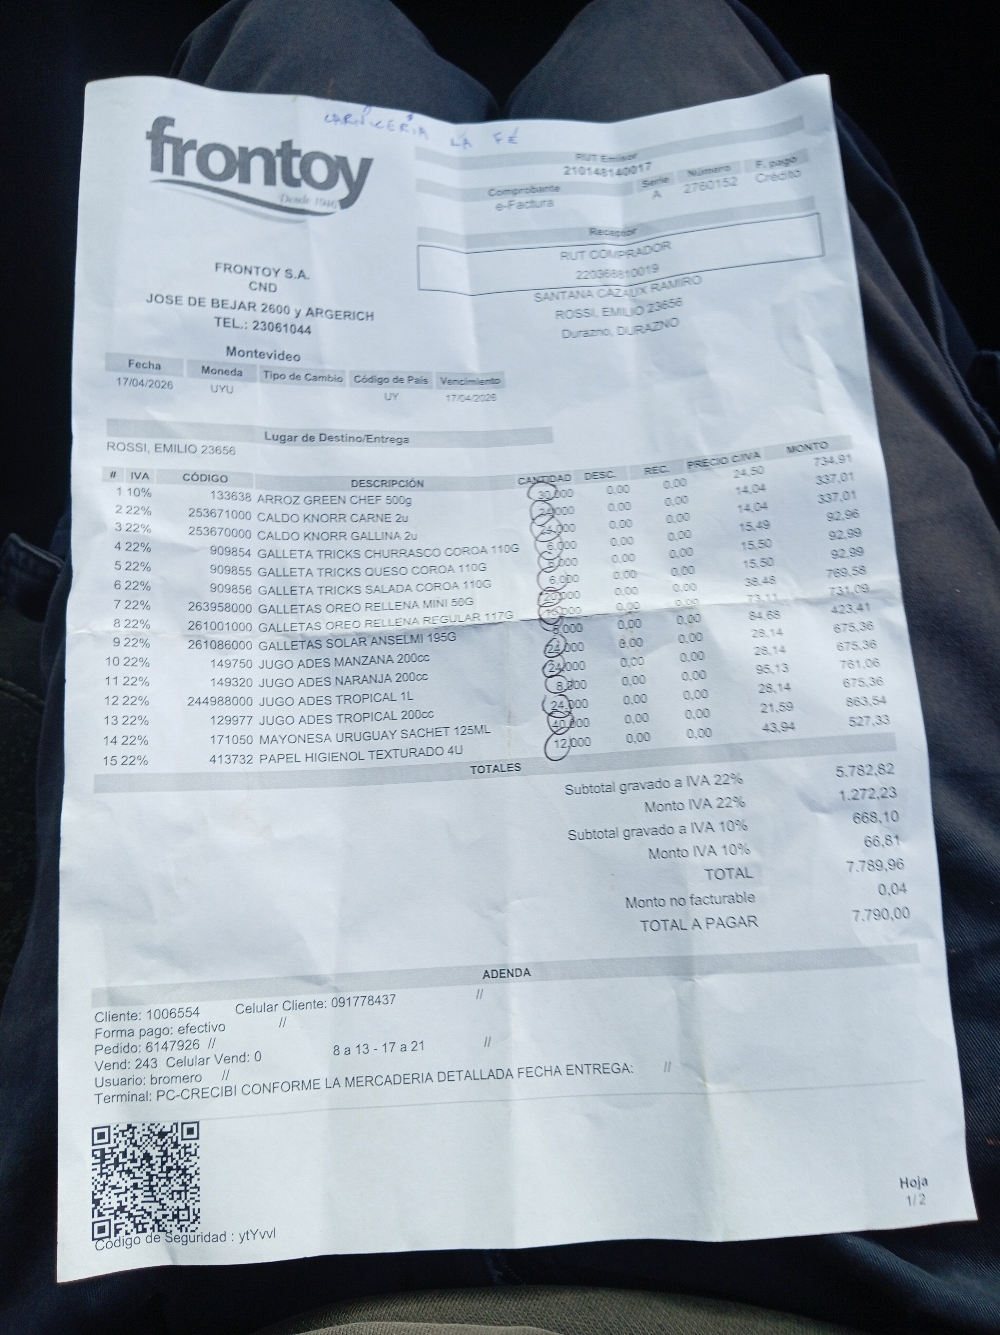 CARNICERIA LA FE
frontoy
Desde 1946
RUT Emisor
210148140017
Comprobante Serie Número F. pago
e-Factura A 2760152 Crédito
Receptor
RUT COMPRADOR
220368810019
SANTANA CAZAUX RAMIRO
ROSSI, EMILIO 23656
Durazno, DURAZNO
FRONTOY S.A.
CND
JOSE DE BEJAR 2600 y ARGERICH
TEL.: 23061044
Montevideo
Fecha Moneda Tipo de Cambio Código de País Vencimiento
17/04/2026 UYU UY 17/04/2026
Lugar de Destino/Entrega
ROSSI, EMILIO 23656
# IVA CÓDIGO DESCRIPCIÓN CANTIDAD DESC. REC. PRECIO C/IVA MONTO
1 10% 133638 ARROZ GREEN CHEF 500g 30,000 0,00 0,00 24,50 734,91
2 22% 253671000 CALDO KNORR CARNE 2u 24,000 0,00 0,00 14,04 337,01
3 22% 253670000 CALDO KNORR GALLINA 2u 24,000 0,00 0,00 14,04 337,01
4 22% 909854 GALLETA TRICKS CHURRASCO COROA 110G 6,000 0,00 0,00 15,49 92,96
5 22% 909855 GALLETA TRICKS QUESO COROA 110G 6,000 0,00 0,00 15,50 92,99
6 22% 909856 GALLETA TRICKS SALADA COROA 110G 6,000 0,00 0,00 15,50 92,99
7 22% 263958000 GALLETAS OREO RELLENA MINI 50G 20,000 0,00 0,00 38,48 769,58
8 22% 261001000 GALLETAS OREO RELLENA REGULAR 117G 0,00 0,00 73,11 731,09
9 22% 261086000 GALLETAS SOLAR ANSELMI 195G 5,000 0,00 0,00 84,68 423,41
10 22% 149750 JUGO ADES MANZANA 200cc 24,000 0,00 0,00 28,14 675,36
11 22% 149320 JUGO ADES NARANJA 200cc 24,000 0,00 0,00 28,14 675,36
12 22% 244988000 JUGO ADES TROPICAL 1L 8,000 0,00 0,00 95,13 761,06
13 22% 129977 JUGO ADES TROPICAL 200cc 24,000 0,00 0,00 28,14 675,36
14 22% 171050 MAYONESA URUGUAY SACHET 125ML 40,000 0,00 0,00 21,59 863,54
15 22% 413732 PAPEL HIGIENOL TEXTURADO 4U 12,000 0,00 0,00 43,94 527,33
TOTALES
Subtotal gravado a IVA 22% 5.782,82
Monto IVA 22% 1.272,23
Subtotal gravado a IVA 10% 668,10
Monto IVA 10% 66,81
TOTAL 7.789,96
Monto no facturable 0,04
TOTAL A PAGAR 7.790,00
ADENDA
Cliente: 1006554 Celular Cliente: 091778437 //
Forma pago: efectivo //
Pedido: 6147926 //
Vend: 243 Celular Vend: 0 8 a 13 - 17 a 21 //
Usuario: bromero //
Terminal: PC-CRECIBI CONFORME LA MERCADERIA DETALLADA FECHA ENTREGA: //
Código de Seguridad : ytYvvl
Hoja
1/2